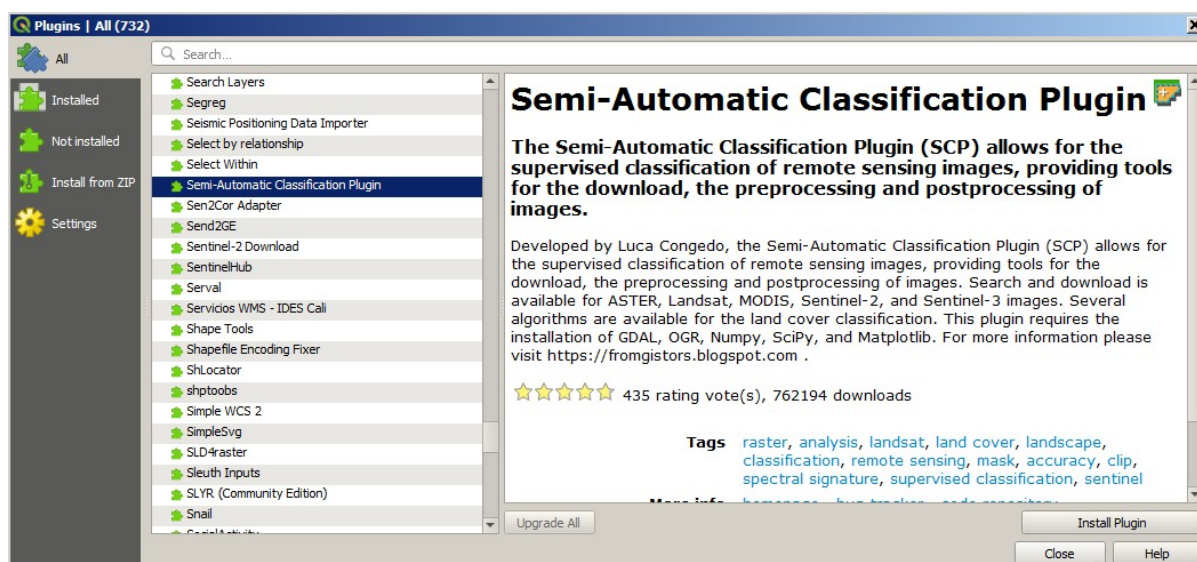 Plugins | All (732)
All
Installed
Not installed
Install from ZIP
Settings
Search...
Search Layers
Segreg
Seismic Positioning Data Importer
Select by relationship
Select Within
Semi-Automatic Classification Plugin
Sen2Cor Adapter
Send2GE
Sentinel-2 Download
SentinelHub
Serval
Servicios WMS - IDES Cali
Shape Tools
Shapefile Encoding Fixer
ShLocator
shptoobs
Simple WCS 2
SimpleSvg
SLD4raster
Sleuth Inputs
SLYR (Community Edition)
Snail
SocialActivity
Semi-Automatic Classification Plugin
The Semi-Automatic Classification Plugin (SCP) allows for the
supervised classification of remote sensing images, providing tools
for the download, the preprocessing and postprocessing of
images.
Developed by Luca Congedo, the Semi-Automatic Classification Plugin (SCP) allows for
the supervised classification of remote sensing images, providing tools for the
download, the preprocessing and postprocessing of images. Search and download is
available for ASTER, Landsat, MODIS, Sentinel-2, and Sentinel-3 images. Several
algorithms are available for the land cover classification. This plugin requires the
installation of GDAL, OGR, Numpy, SciPy, and Matplotlib. For more information please
visit https://fromgistors.blogspot.com .
435 rating vote(s), 762194 downloads
Tags raster, analysis, landsat, land cover, landscape,
classification, remote sensing, mask, accuracy, clip,
spectral signature, supervised classification, sentinel
More info homepage bug tracker code repository
Upgrade All
Install Plugin
Close
Help